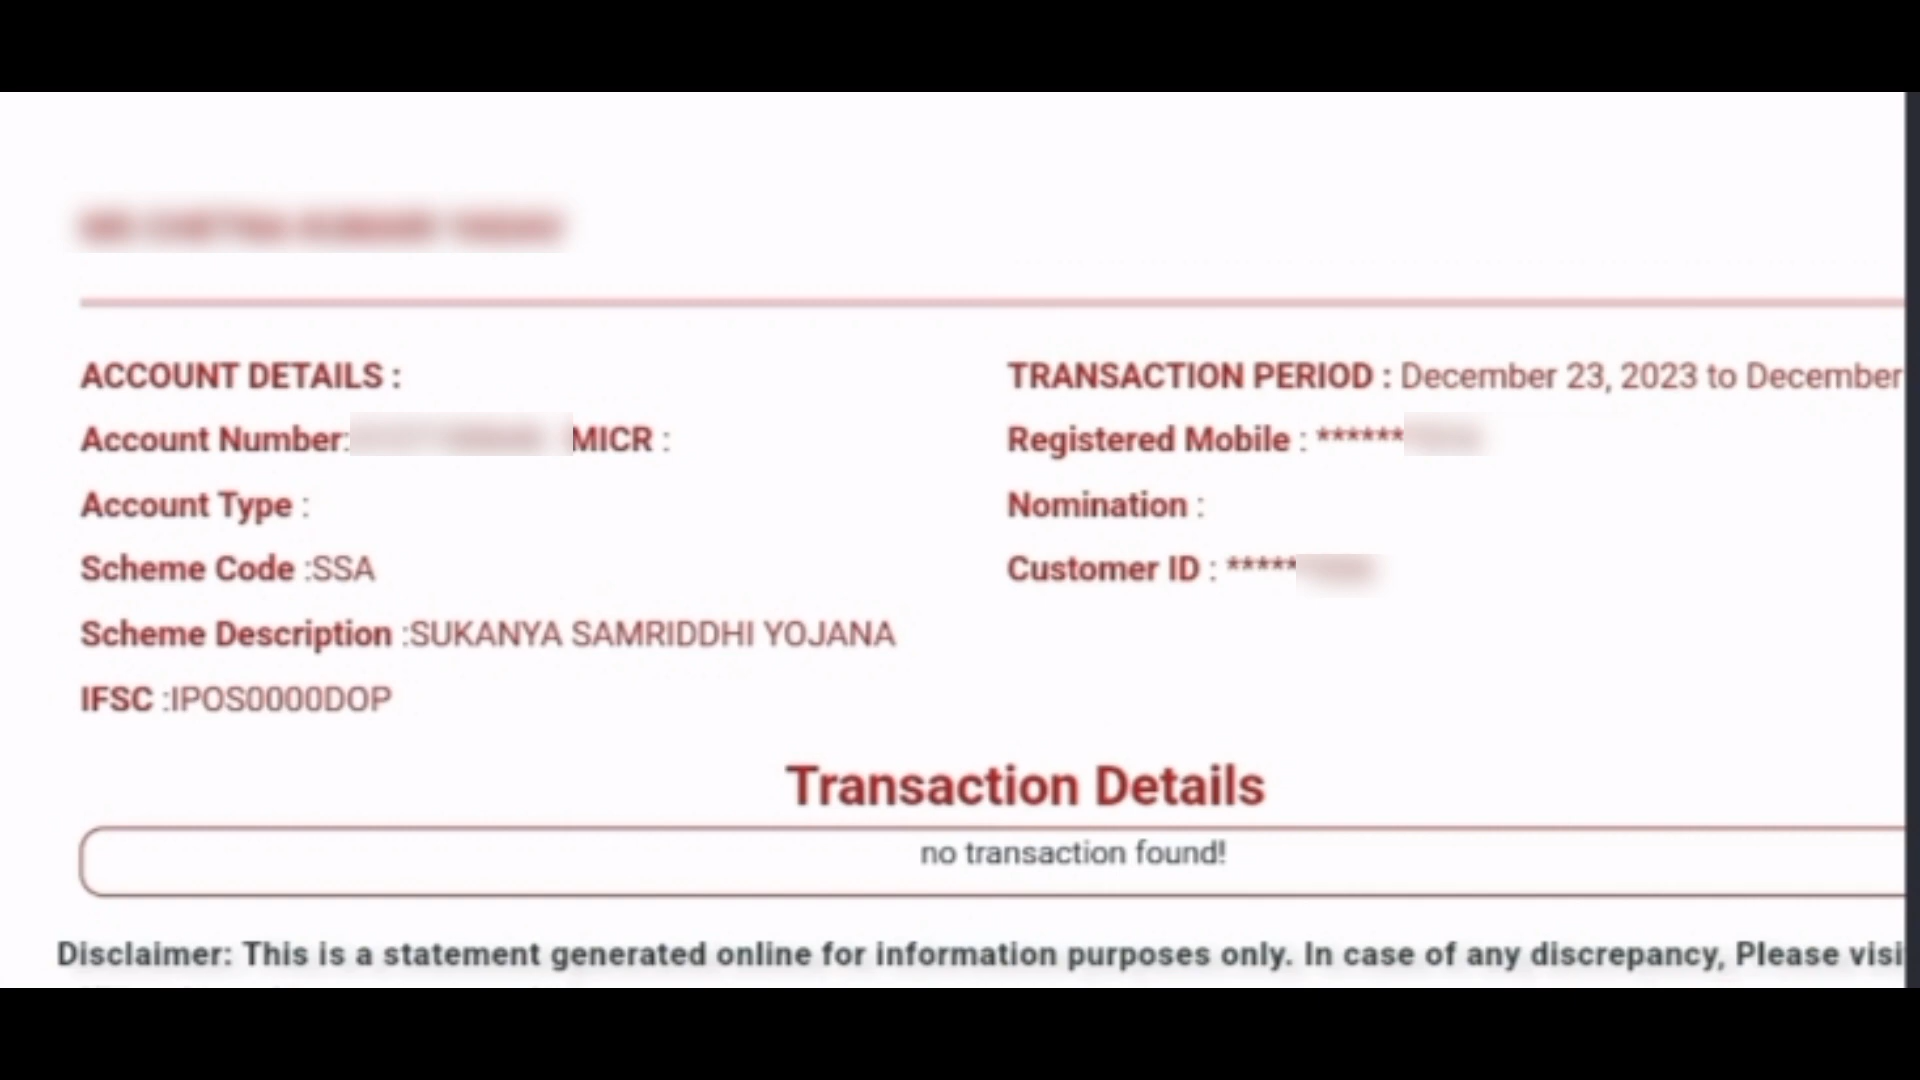 ACCOUNT DETAILS :
TRANSACTION PERIOD : December 23, 2023 to December
Account Number: MICR :
Registered Mobile : ******
Account Type :
Nomination :
Scheme Code :SSA
Customer ID : *****
Scheme Description :SUKANYA SAMRIDDHI YOJANA
IFSC :IPOS0000DOP
Transaction Details
no transaction found!
Disclaimer: This is a statement generated online for information purposes only. In case of any discrepancy, Please visi